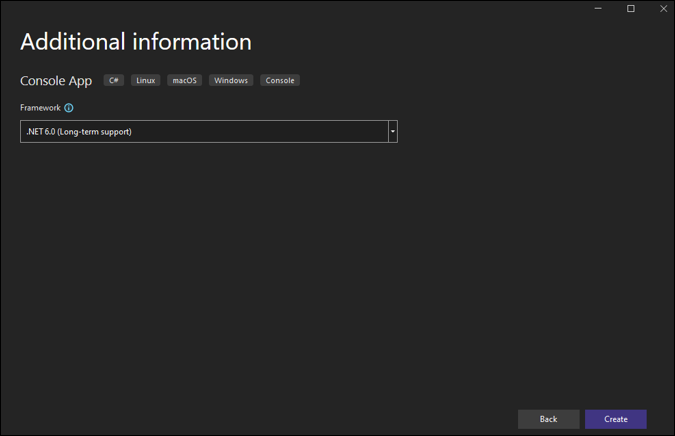 Additional information
Console App C# Linux macOS Windows Console
Framework
.NET 6.0 (Long-term support)
Back Create